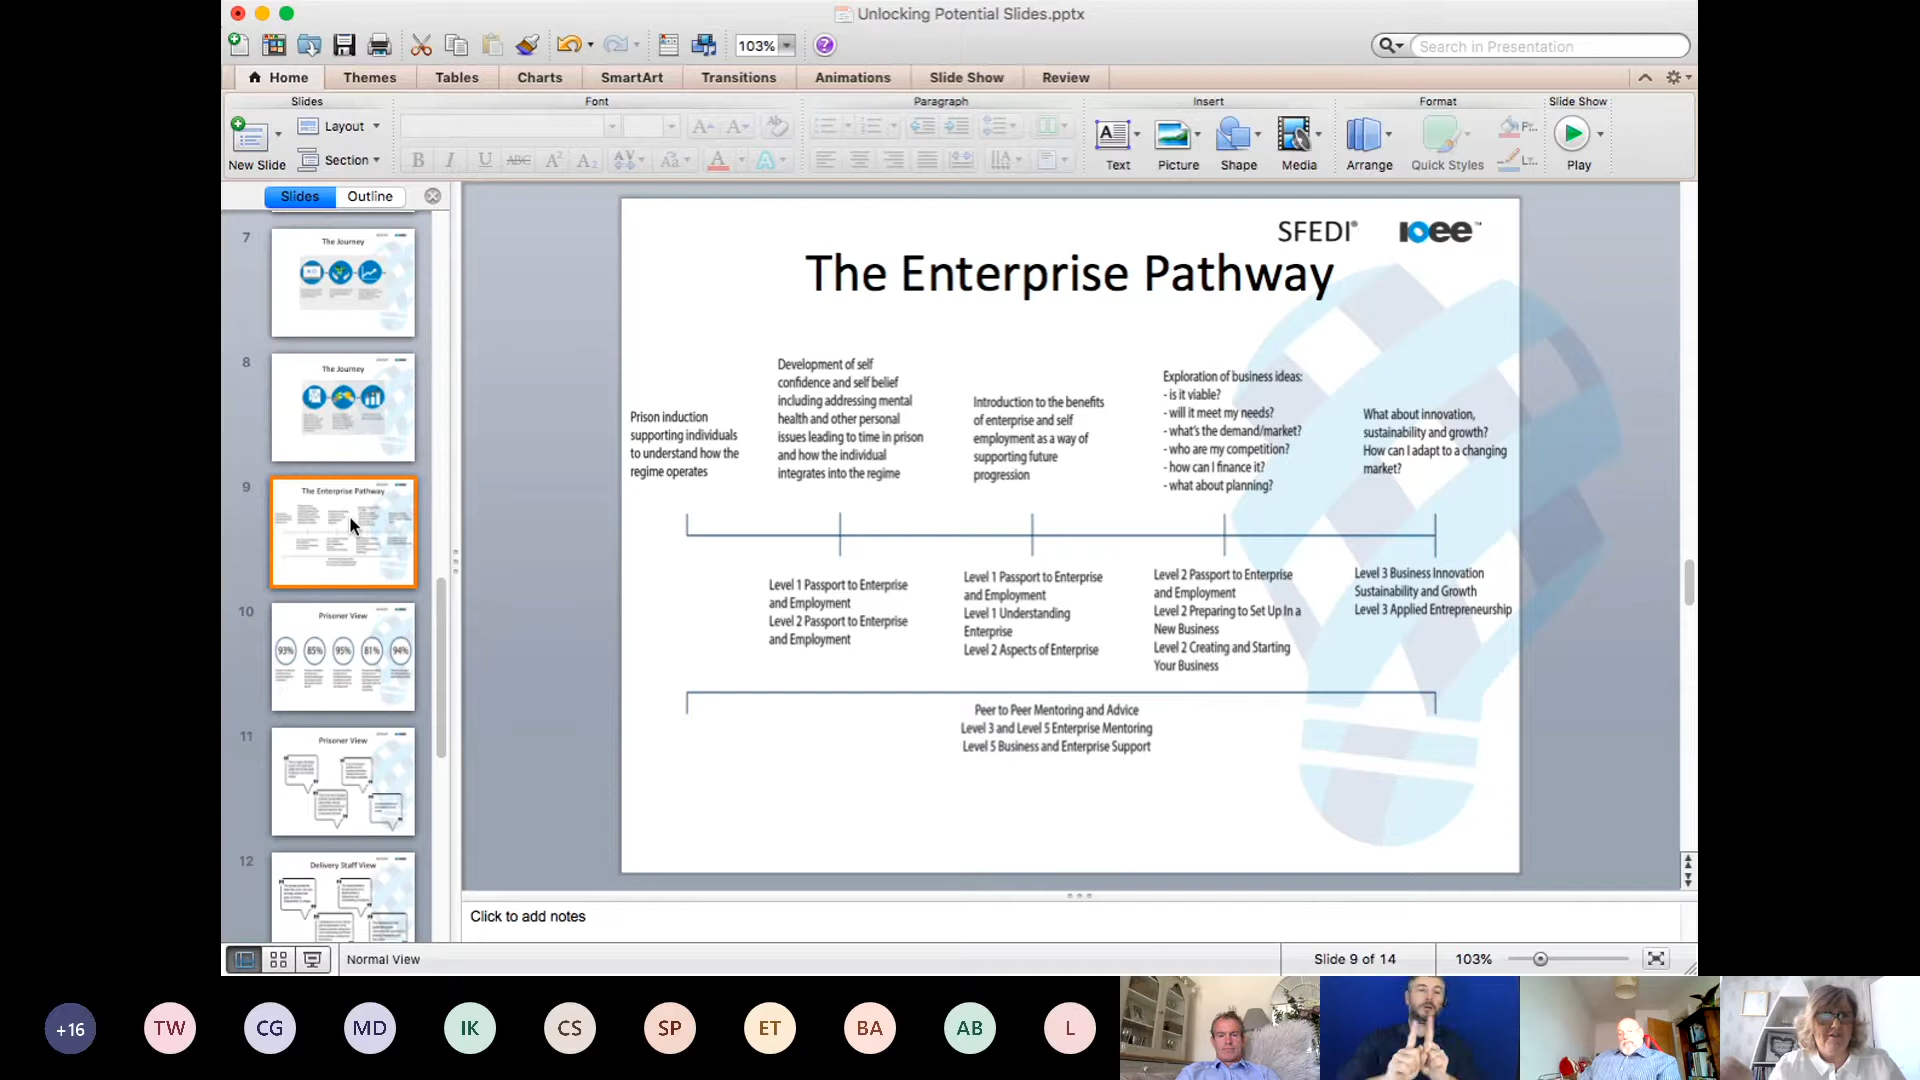 Unlocking Potential Slides.pptx
103%
Search in Presentation
Home
Themes
Tables
Charts
SmartArt
Transitions
Animations
Slide Show
Review
Slides
Font
Paragraph
Insert
Format
Slide Show
New Slide
Layout
Section
Text
Picture
Shape
Media
Arrange
Quick Styles
Play
Slides
Outline
7
The Journey
8
The Journey
9
The Enterprise Pathway
10
Prisoner View
93%
85%
95%
81%
94%
11
Prisoner View
12
Delivery Staff View
SFEDI®
ioee™
The Enterprise Pathway
Prison induction
supporting individuals
to understand how the
regime operates
Development of self
confidence and self belief
including addressing mental
health and other personal
issues leading to time in prison
and how the individual
integrates into the regime
Introduction to the benefits
of enterprise and self
employment as a way of
supporting future
progression
Exploration of business ideas:
- is it viable?
- will it meet my needs?
- what's the demand/market?
- who are my competition?
- how can I finance it?
- what about planning?
What about innovation,
sustainability and growth?
How can I adapt to a changing
market?
Level 1 Passport to Enterprise
and Employment
Level 2 Passport to Enterprise
and Employment
Level 1 Passport to Enterprise
and Employment
Level 1 Understanding
Enterprise
Level 2 Aspects of Enterprise
Level 2 Passport to Enterprise
and Employment
Level 2 Preparing to Set Up In a
New Business
Level 2 Creating and Starting
Your Business
Level 3 Business Innovation
Sustainability and Growth
Level 3 Applied Entrepreneurship
Peer to Peer Mentoring and Advice
Level 3 and Level 5 Enterprise Mentoring
Level 5 Business and Enterprise Support
Click to add notes
Normal View
Slide 9 of 14
103%
+16
TW
CG
MD
IK
CS
SP
ET
BA
AB
L